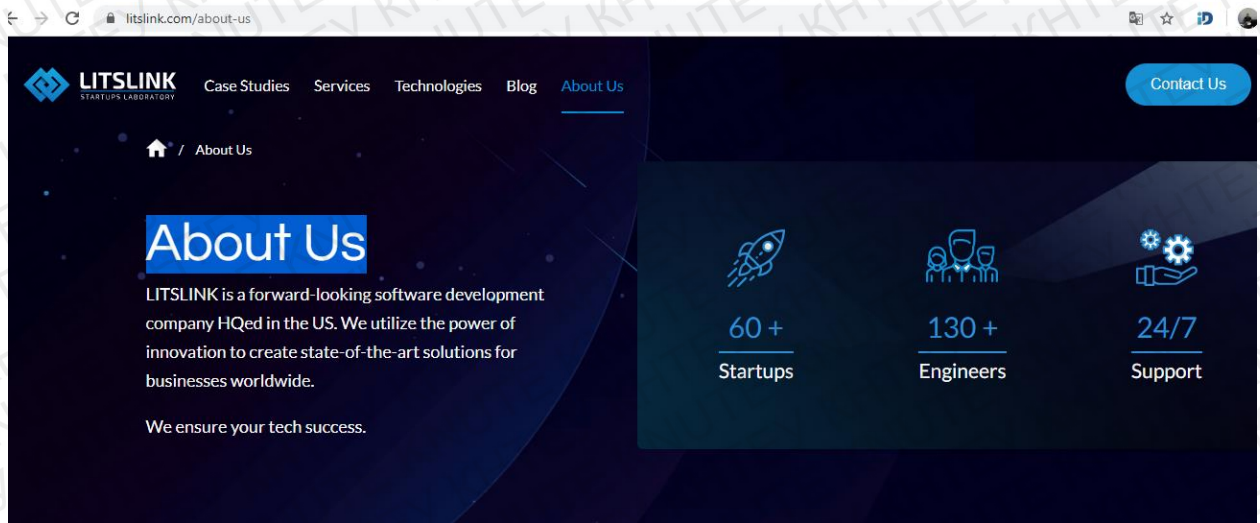 litslink.com/about-us
LITSLINK
STARTUPS LABORATORY
Case Studies Services Technologies Blog About Us
Contact Us
/ About Us
About Us
LITSLINK is a forward-looking software development
company HQed in the US. We utilize the power of
innovation to create state-of-the-art solutions for
businesses worldwide.
We ensure your tech success.
60 +
Startups
130 +
Engineers
24/7
Support